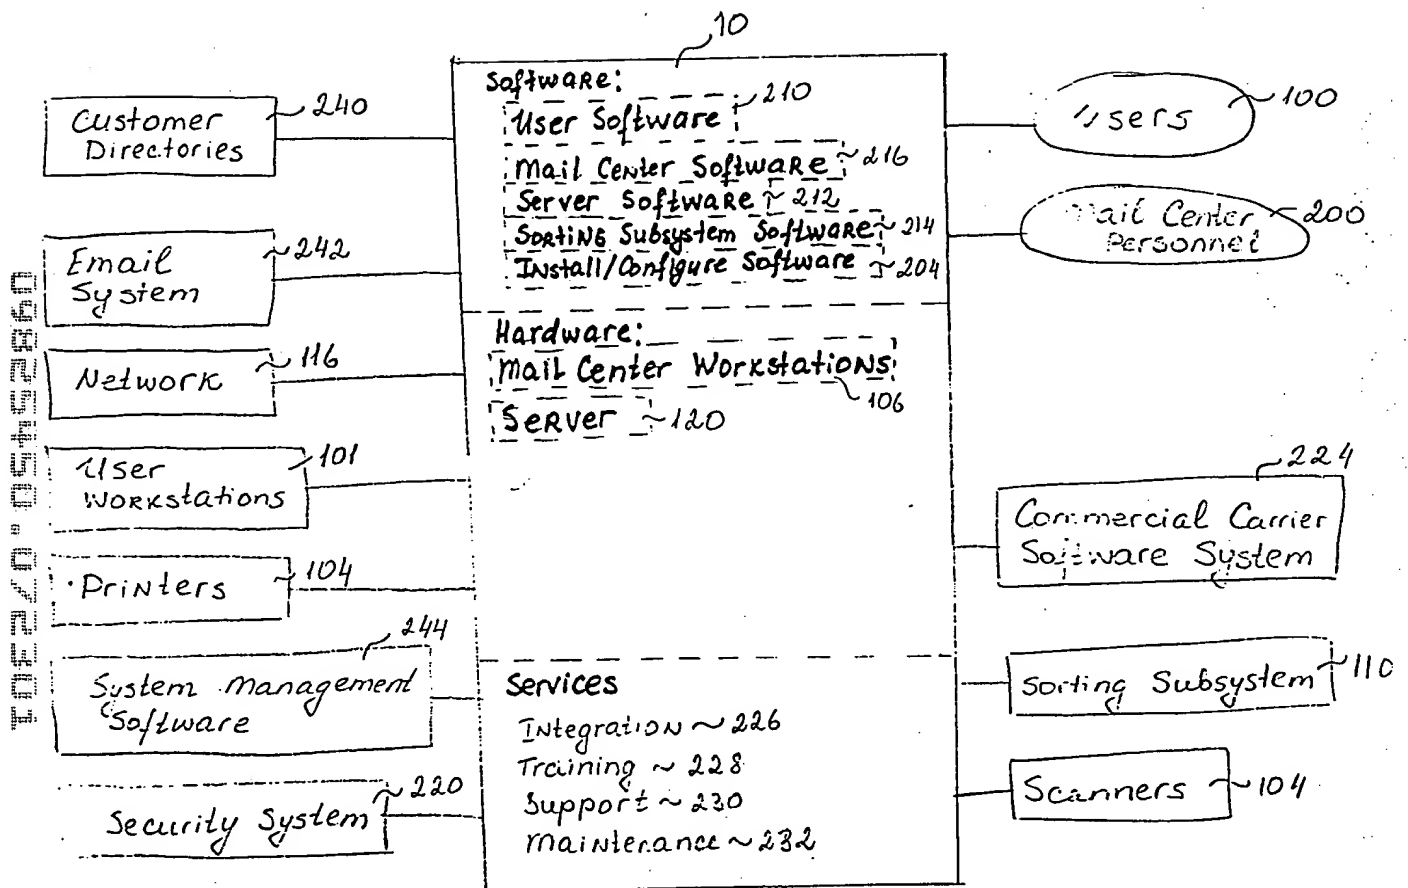 10
Software:
User Software
210
Mail Center Software
216
Server Software
212
Sorting Subsystem Software
214
Install/Configure Software
204
Hardware:
Mail Center Workstations
106
Server
120
Services
Integration ~ 226
Training ~ 228
Support ~ 230
Maintenance ~ 232
Customer
Directories
240
Email
System
242
Network
116
User
Workstations
101
Printers
104
System Management
Software
244
Security System
220
Users
100
Mail Center
Personnel
200
Commercial Carrier
Software System
224
Sorting Subsystem
110
Scanners
104